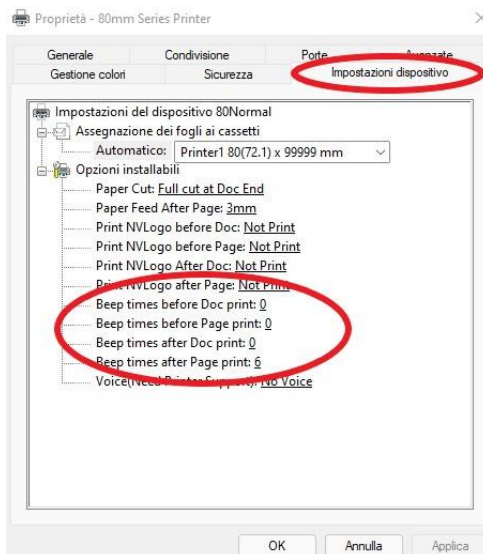 Proprietà - 80mm Series Printer
Generale Condivisione Porte Avanzate
Gestione colori Sicurezza Impostazioni dispositivo
Impostazioni del dispositivo 80Normal
Assegnazione dei fogli ai cassetti
Automatico: Printer1 80(72.1) x 99999 mm
Opzioni installabili
Paper Cut: Full cut at Doc End
Paper Feed After Page: 3mm
Print NVLogo before Doc: Not Print
Print NVLogo before Page: Not Print
Print NVLogo After Doc: Not Print
Print NVLogo after Page: Not Print
Beep times before Doc print: 0
Beep times before Page print: 0
Beep times after Doc print: 0
Beep times after Page print: 6
Voice(Need Printer Support): No Voice
OK Annulla Applica